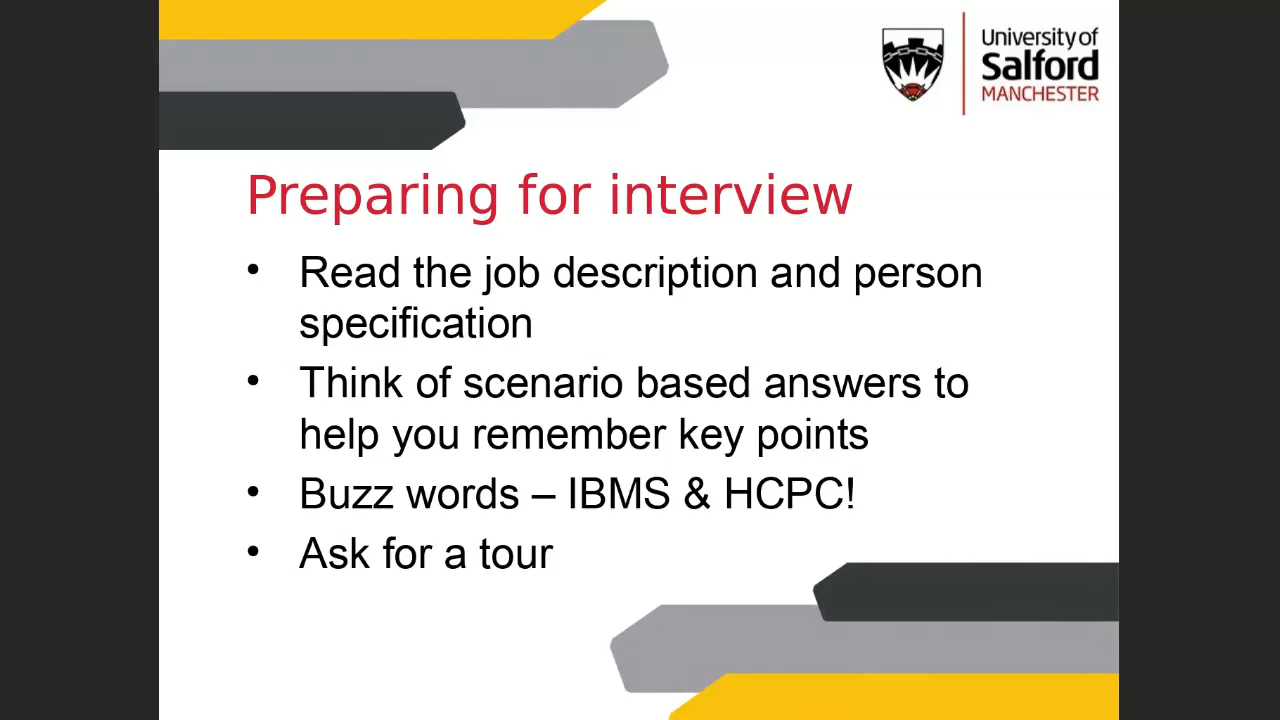 University of
Salford
MANCHESTER
Preparing for interview
• Read the job description and person
specification
• Think of scenario based answers to
help you remember key points
• Buzz words – IBMS & HCPC!
• Ask for a tour